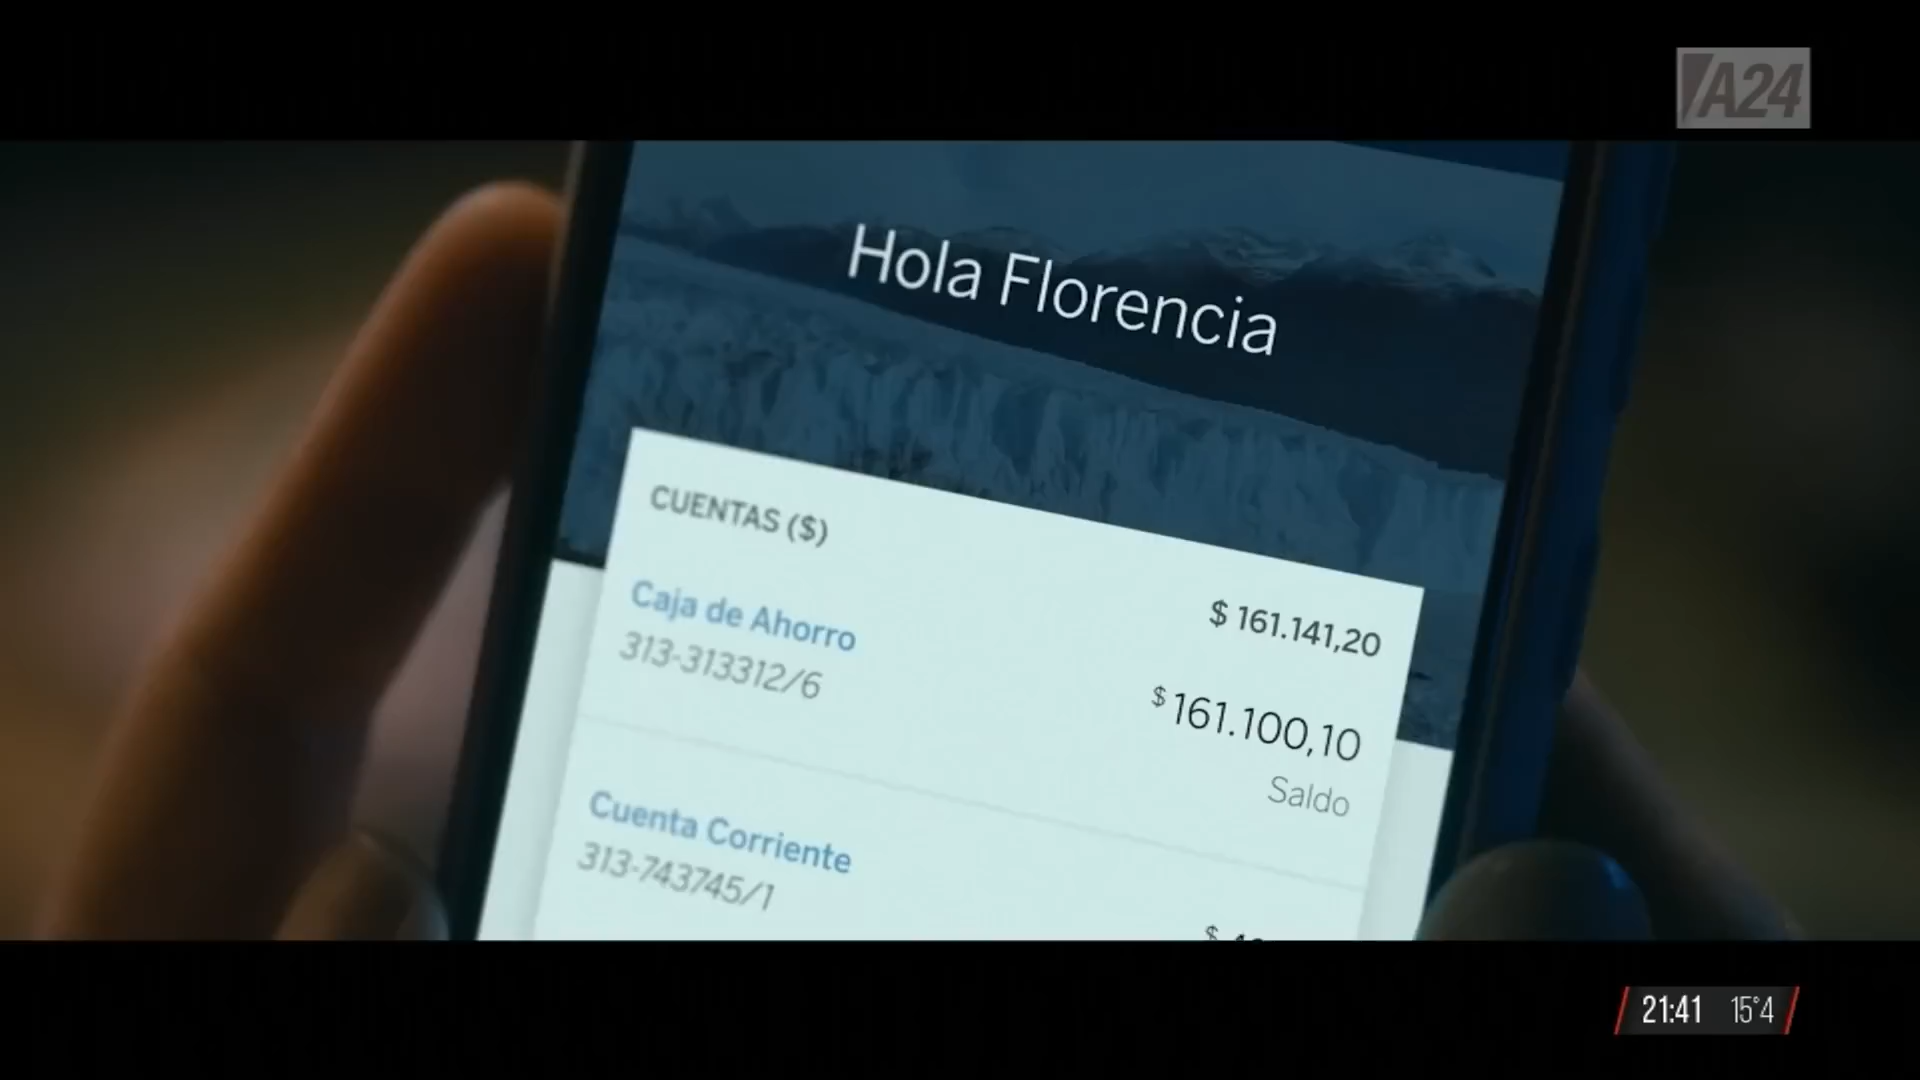 A24
Hola Florencia
CUENTAS ($)
$ 161.141,20
Caja de Ahorro
313-313312/6
$161.100,10
Saldo
Cuenta Corriente
313-743745/1
$
21:41 15°4